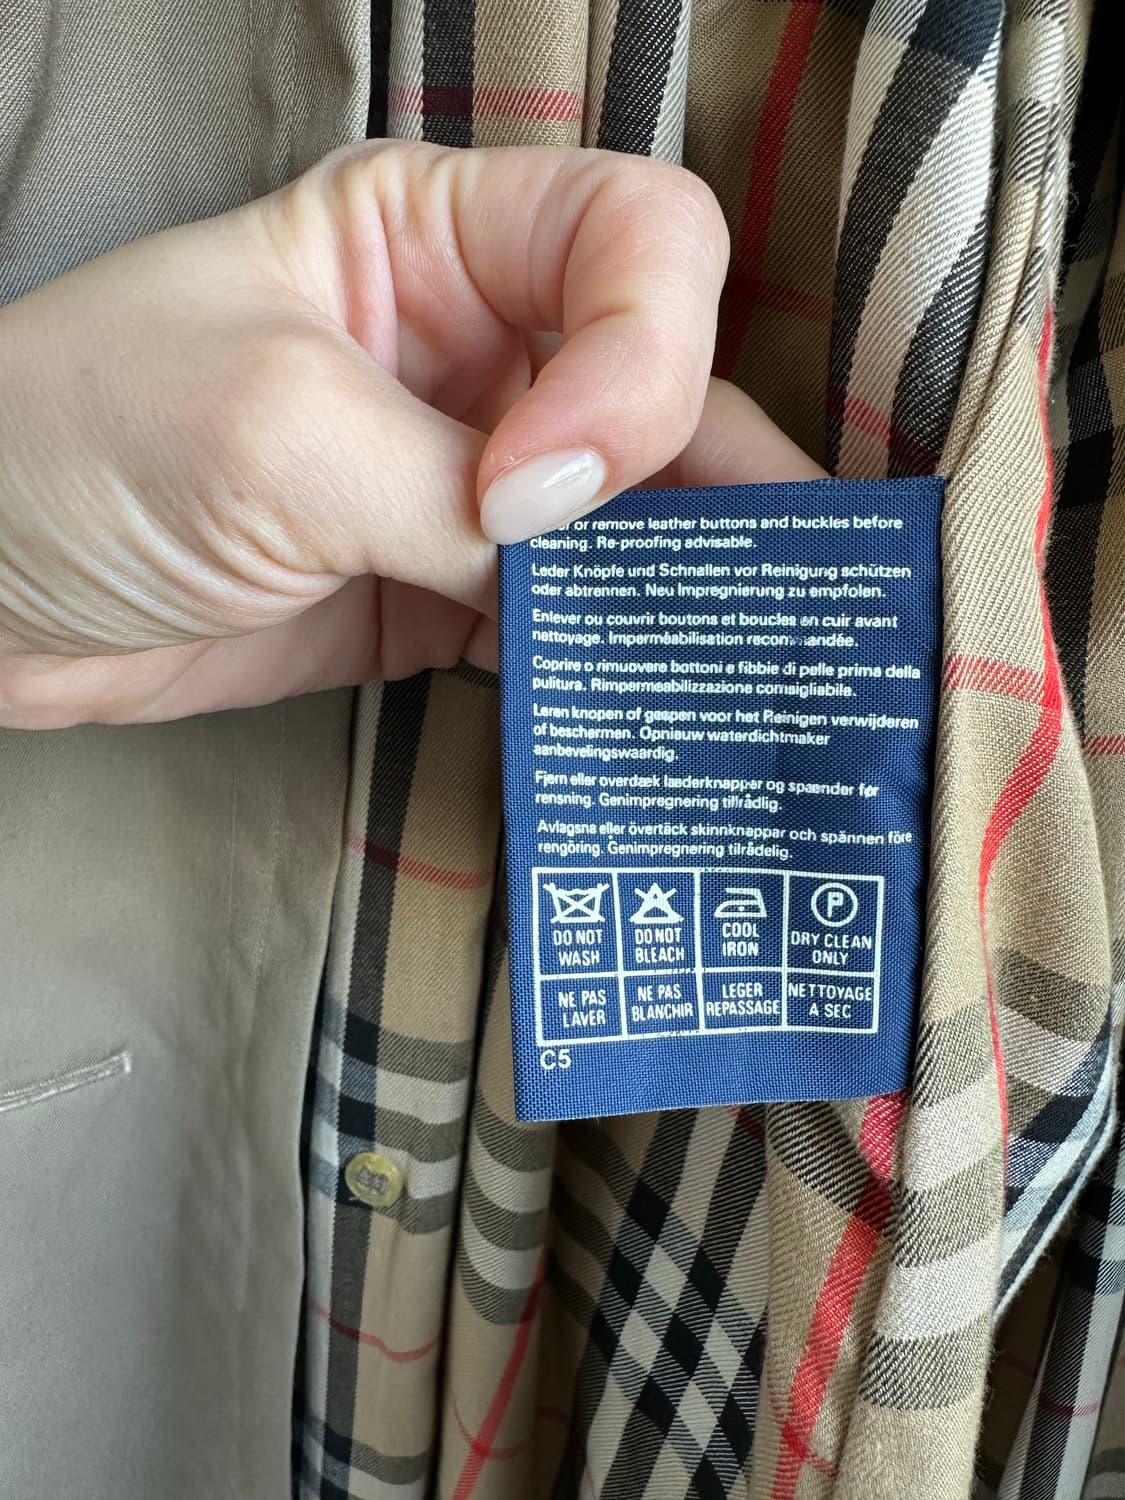 or remove leather buttons and buckles before
cleaning. Re-proofing advisable.
Leder Knöpfe und Schnallen vor Reinigung schützen
oder abtrennen. Neu Impregnierung zu empfolen.
Enlever ou couvrir boutons et boucles en cuir avant
nettoyage. Imperméabilisation
Coprire o rimuovere bottoni e fibbie di pelle prima della
pulitura. Rimpermeabilizzazione consigliabile.
Leren knopen of gespen voor het Reinigen verwijderen
of beschermen. Opnieuw waterdichtmaker
aanbevelingswaardig.
Fjern eller overdæk læderknapper og spænder før
rensning. Genimpregnering tillrådlig.
Avlagsna eller övertäck skinnknappar och spännen före
rengöring. Genimpregnering tilrådelig.
DO NOT WASH
DO NOT BLEACH
COOL IRON
P
DRY CLEAN ONLY
NE PAS LAVER
NE PAS BLANCHIR
LEGER REPASSAGE
NETTOYAGE A SEC
C5